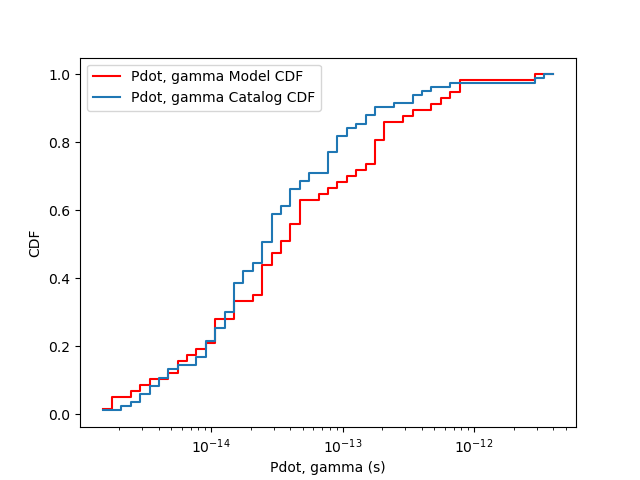 Pdot, gamma Model CDF
Pdot, gamma Catalog CDF
1.0
0.8
0.6
0.4
0.2
0.0
CDF
10⁻¹⁴
10⁻¹³
10⁻¹²
Pdot, gamma (s)